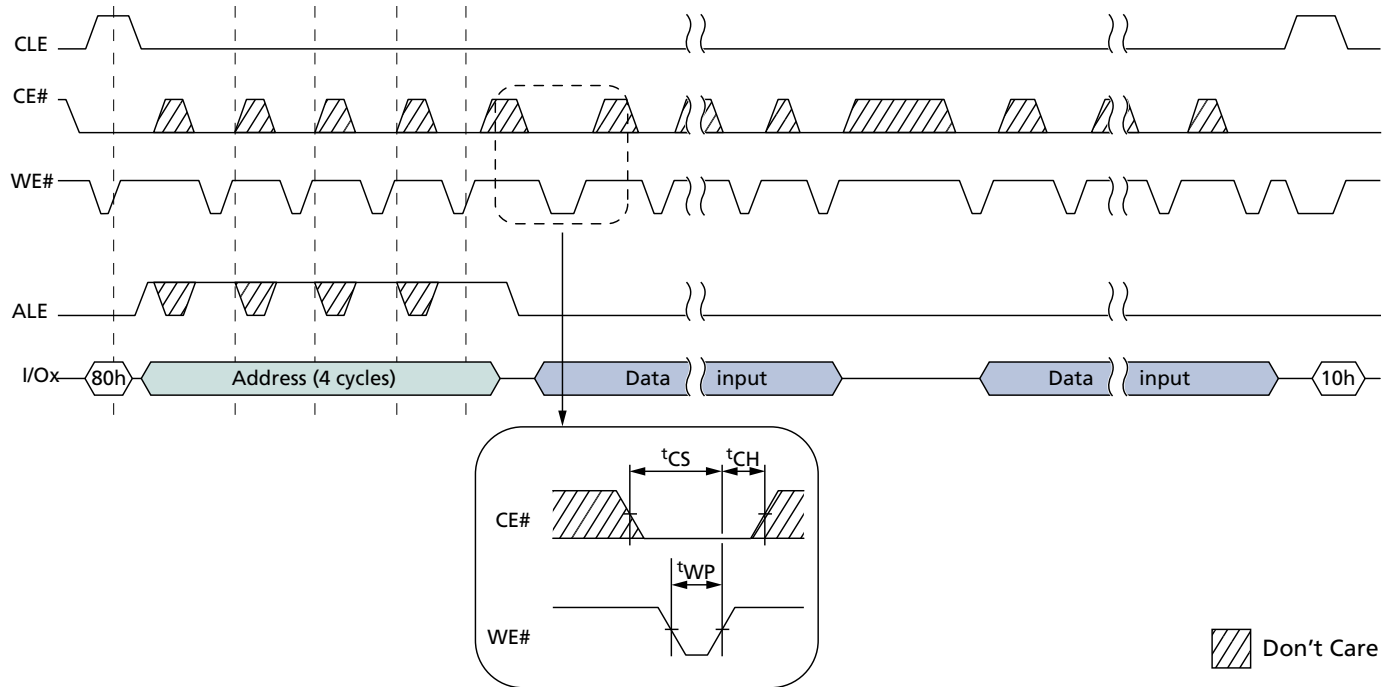 CLE
CE#
WE#
ALE
I/Ox
80h
Address (4 cycles)
Data input
Data input
10h
tCS
tCH
CE#
tWP
WE#
Don't Care